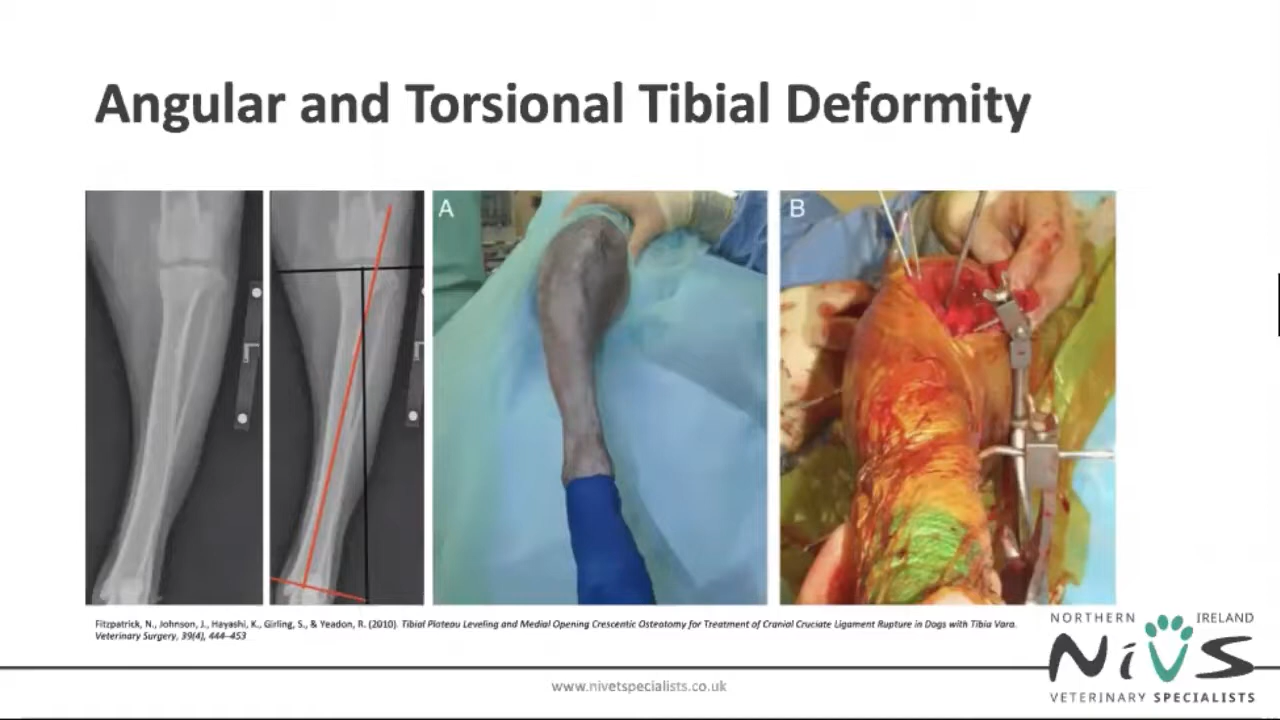 Angular and Torsional Tibial Deformity
A
B
Fitzpatrick, N., Johnson, J., Hayashi, K., Girling, S., & Yeadon, R. (2010). Tibial Plateau Leveling and Medial Opening Crescentic Osteotomy for Treatment of Cranial Cruciate Ligament Rupture in Dogs with Tibia Vara.
Veterinary Surgery, 39(4), 444–453
NORTHERN IRELAND
NiVS
VETERINARY SPECIALISTS
www.nivetspecialists.co.uk